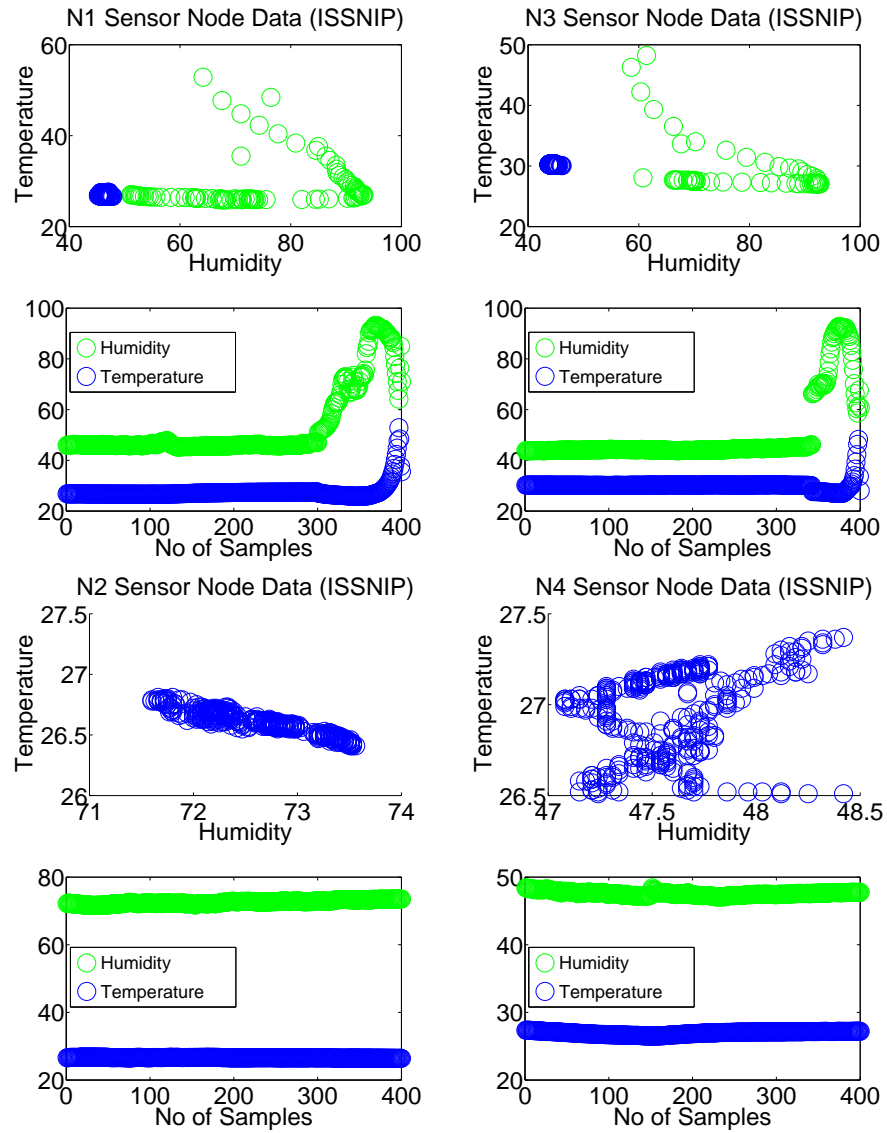 N1 Sensor Node Data (ISSNIP)
60
40
20
Temperature
40 60 80 100
Humidity
N3 Sensor Node Data (ISSNIP)
50
40
30
20
Temperature
40 60 80 100
Humidity
100
80
60
40
20
Humidity
Temperature
0 100 200 300 400
No of Samples
100
80
60
40
20
Humidity
Temperature
0 100 200 300 400
No of Samples
N2 Sensor Node Data (ISSNIP)
27.5
27
26.5
26
Temperature
71 72 73 74
Humidity
N4 Sensor Node Data (ISSNIP)
27.5
27
26.5
Temperature
47 47.5 48 48.5
Humidity
80
60
40
20
Humidity
Temperature
0 100 200 300 400
No of Samples
50
40
30
20
Humidity
Temperature
0 100 200 300 400
No of Samples